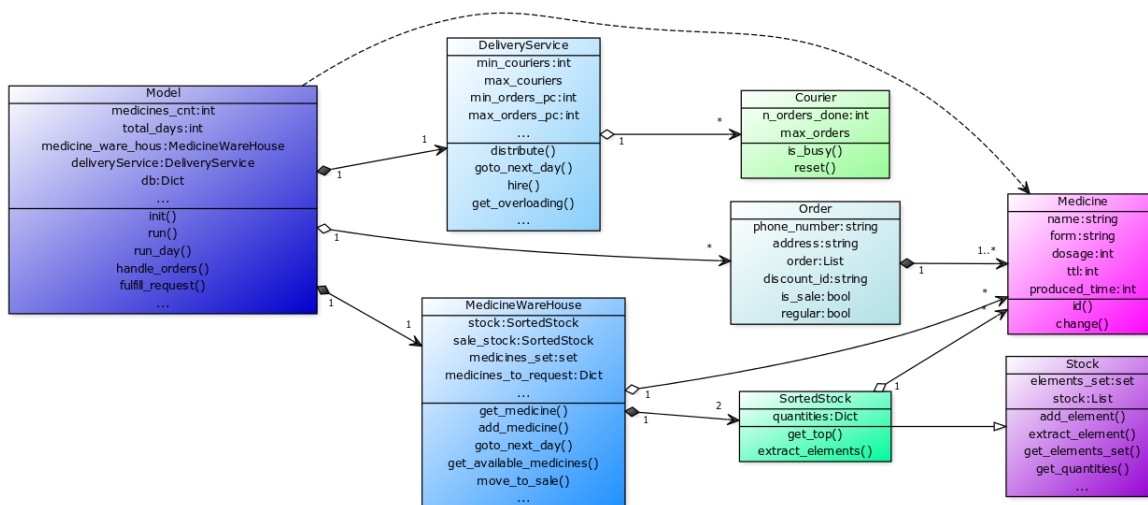 Model
medicines_cnt:int
total_days:int
medicine_ware_hous:MedicineWareHouse
deliveryService:DeliveryService
db:Dict
...
init()
run()
run_day()
handle_orders()
fulfill_request()
...
DeliveryService
min_couriers:int
max_couriers
min_orders_pc:int
max_orders_pc:int
...
distribute()
goto_next_day()
hire()
get_overloading()
...
Courier
n_orders_done:int
max_orders
is_busy()
reset()
Order
phone_number:string
address:string
order:List
discount_id:string
is_sale:bool
regular:bool
Medicine
name:string
form:string
dosage:int
ttl:int
produced_time:int
id()
change()
MedicineWareHouse
stock:SortedStock
sale_stock:SortedStock
medicines_set:set
medicines_to_request:Dict
...
get_medicine()
add_medicine()
goto_next_day()
get_available_medicines()
move_to_sale()
...
SortedStock
quantities:Dict
get_top()
extract_elements()
Stock
elements_set:set
stock:List
add_element()
extract_element()
get_elements_set()
get_quantities()
...
1
1
1
*
1
*
1
1..*
1
1
1
*
1
2
1
*